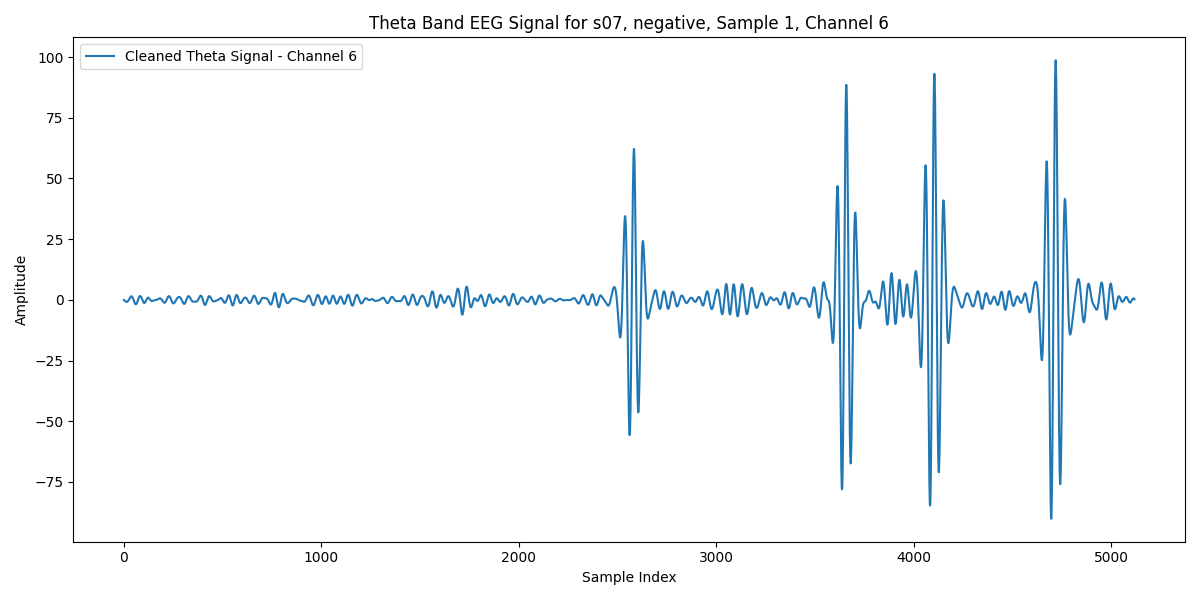 Theta Band EEG Signal for s07, negative, Sample 1, Channel 6
Cleaned Theta Signal - Channel 6
100
75
50
25
0
−25
−50
−75
Amplitude
0 1000 2000 3000 4000 5000
Sample Index